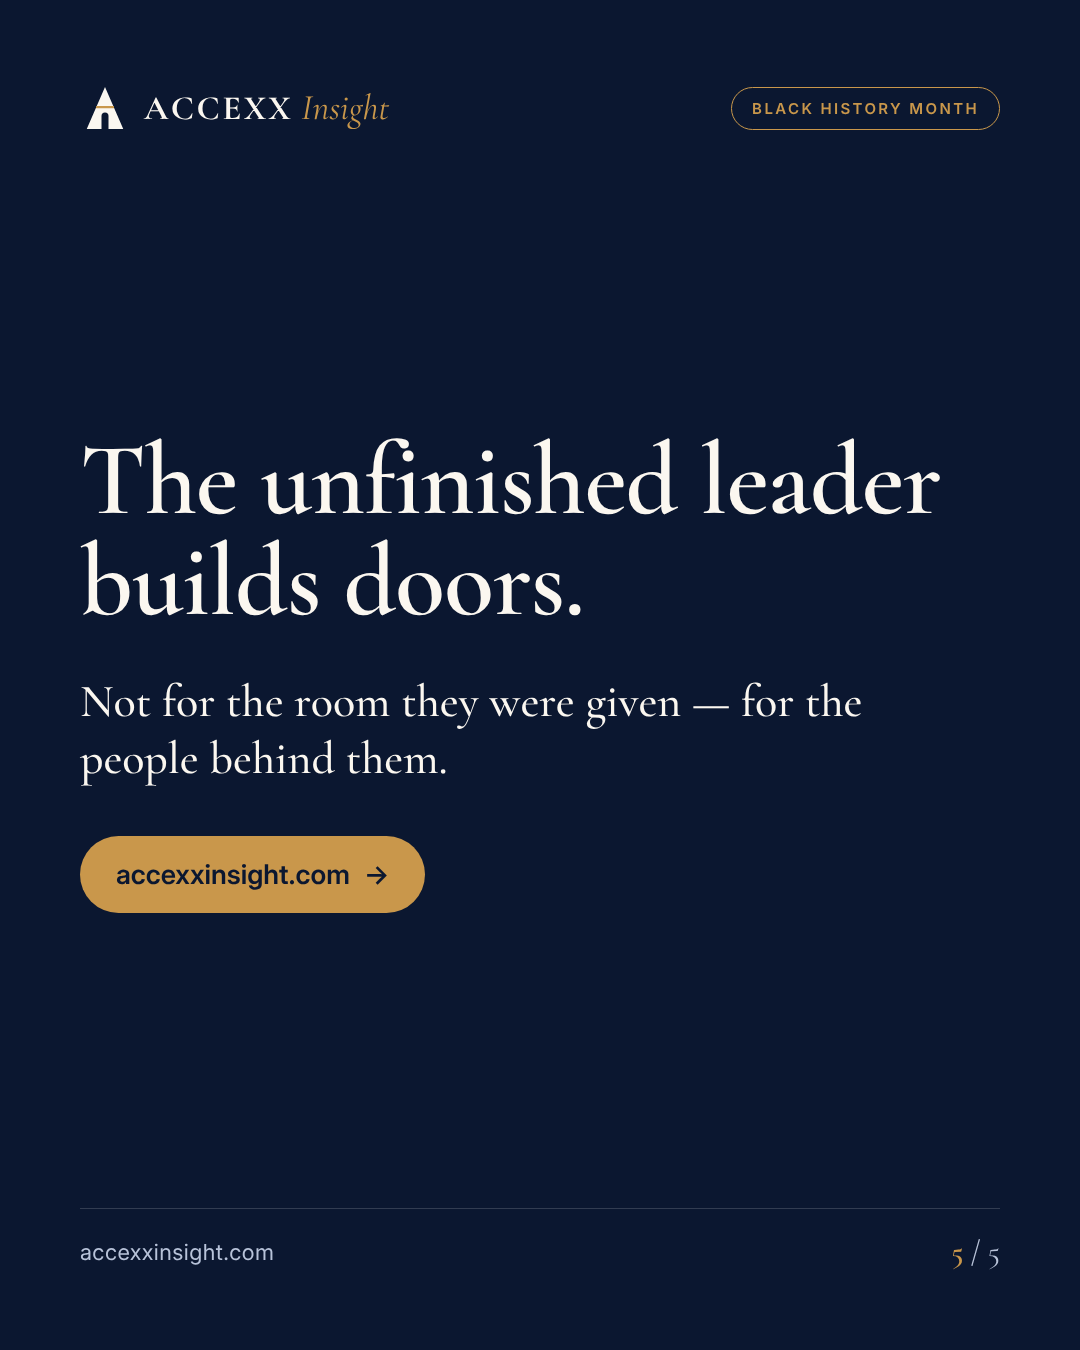 ACCEXX Insight
BLACK HISTORY MONTH
The unfinished leader
builds doors.
Not for the room they were given — for the
people behind them.
accexxinsight.com →
accexxinsight.com
5 / 5